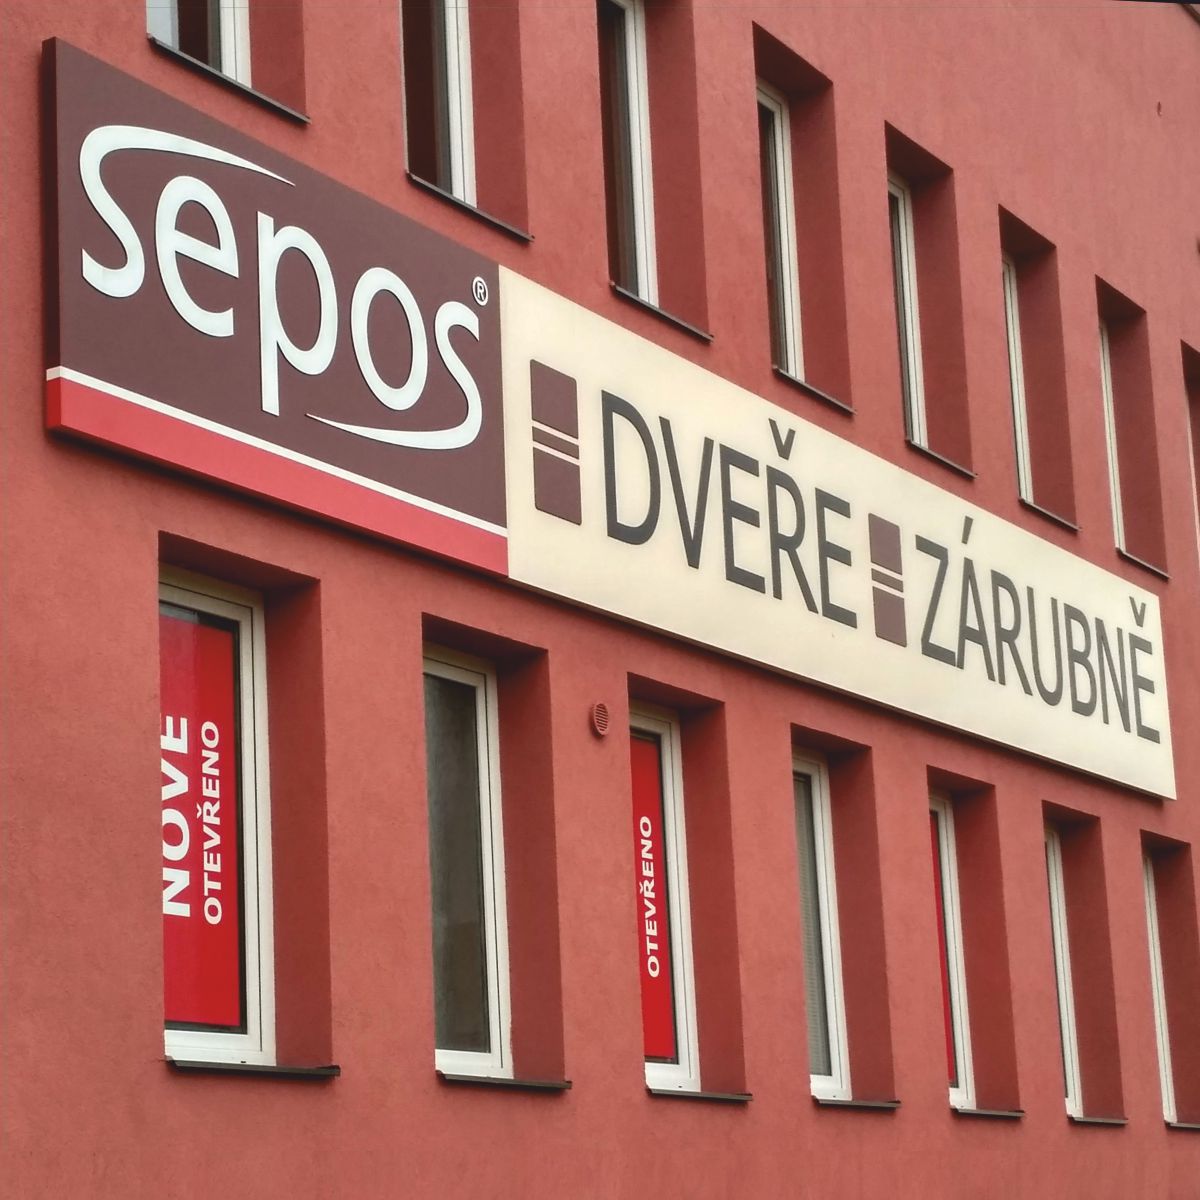 sepos®
DVEŘE ZÁRUBNĚ
NOVĚ
OTEVŘENO
OTEVŘENO